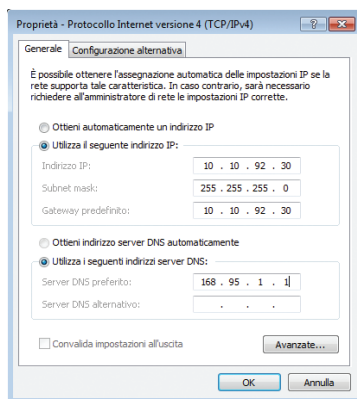 Proprietà - Protocollo Internet versione 4 (TCP/IPv4)
Generale
Configurazione alternativa
È possibile ottenere l'assegnazione automatica delle impostazioni IP se la
rete supporta tale caratteristica. In caso contrario, sarà necessario
richiedere all'amministratore di rete le impostazioni IP corrette.
Ottieni automaticamente un indirizzo IP
Utilizza il seguente indirizzo IP:
Indirizzo IP: 10 . 10 . 92 . 30
Subnet mask: 255 . 255 . 255 . 0
Gateway predefinito: 10 . 10 . 92 . 30
Ottieni indirizzo server DNS automaticamente
Utilizza i seguenti indirizzi server DNS:
Server DNS preferito: 168 . 95 . 1 . 1
Server DNS alternativo: . . .
Convalida impostazioni all'uscita
Avanzate...
OK
Annulla